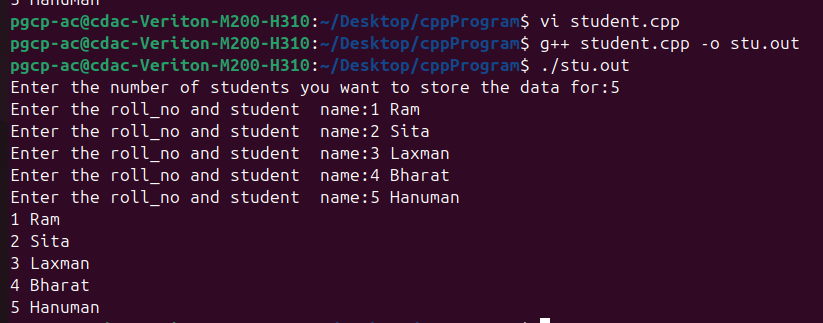 pgcp-ac@cdac-Veriton-M200-H310:~/Desktop/cppProgram$ vi student.cpp
pgcp-ac@cdac-Veriton-M200-H310:~/Desktop/cppProgram$ g++ student.cpp -o stu.out
pgcp-ac@cdac-Veriton-M200-H310:~/Desktop/cppProgram$ ./stu.out
Enter the number of students you want to store the data for:5
Enter the roll_no and student  name:1 Ram
Enter the roll_no and student  name:2 Sita
Enter the roll_no and student  name:3 Laxman
Enter the roll_no and student  name:4 Bharat
Enter the roll_no and student  name:5 Hanuman
1 Ram
2 Sita
3 Laxman
4 Bharat
5 Hanuman